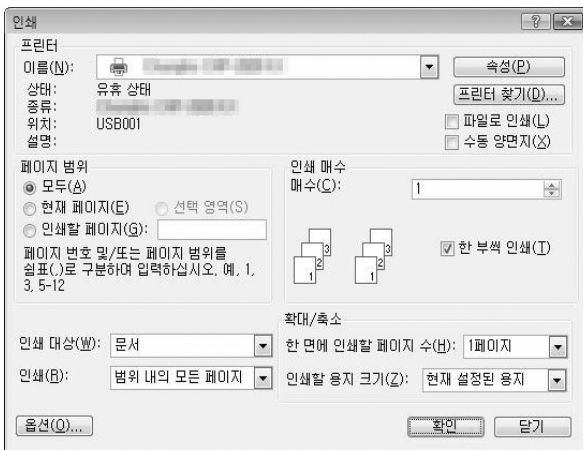 인쇄
프린터
이름(N):
속성(P)
상태: 유휴 상태
프린터 찾기(D)...
종류:
위치: USB001
파일로 인쇄(L)
설명:
수동 양면지(X)
페이지 범위
모두(A)
현재 페이지(E) 선택 영역(S)
인쇄할 페이지(G):
페이지 번호 및/또는 페이지 범위를
쉼표(,)로 구분하여 입력하십시오. 예, 1,
3, 5-12
인쇄 매수
매수(C): 1
1 2 3 1 2 3
한 부씩 인쇄(T)
인쇄 대상(W): 문서
인쇄(R): 범위 내의 모든 페이지
확대/축소
한 면에 인쇄할 페이지 수(H): 1페이지
인쇄할 용지 크기(Z): 현재 설정된 용지
옵션(O)...
확인
닫기